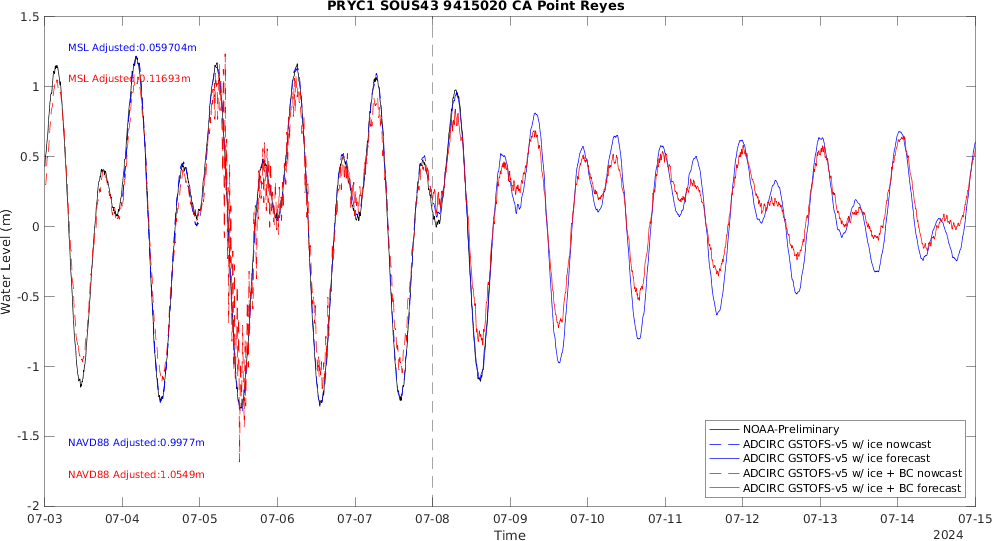 PRYC1 SOUS43 9415020 CA Point Reyes
1.5
1
0.5
0
-0.5
-1
-1.5
-2
Water Level (m)
MSL Adjusted:0.059704m
MSL Adjusted:0.11693m
NAVD88 Adjusted:0.9977m
NAVD88 Adjusted:1.0549m
NOAA-Preliminary
ADCIRC GSTOFS-v5 w/ ice nowcast
ADCIRC GSTOFS-v5 w/ ice forecast
ADCIRC GSTOFS-v5 w/ ice + BC nowcast
ADCIRC GSTOFS-v5 w/ ice + BC forecast
07-03 07-04 07-05 07-06 07-07 07-08 07-09 07-10 07-11 07-12 07-13 07-14 07-15
Time
2024